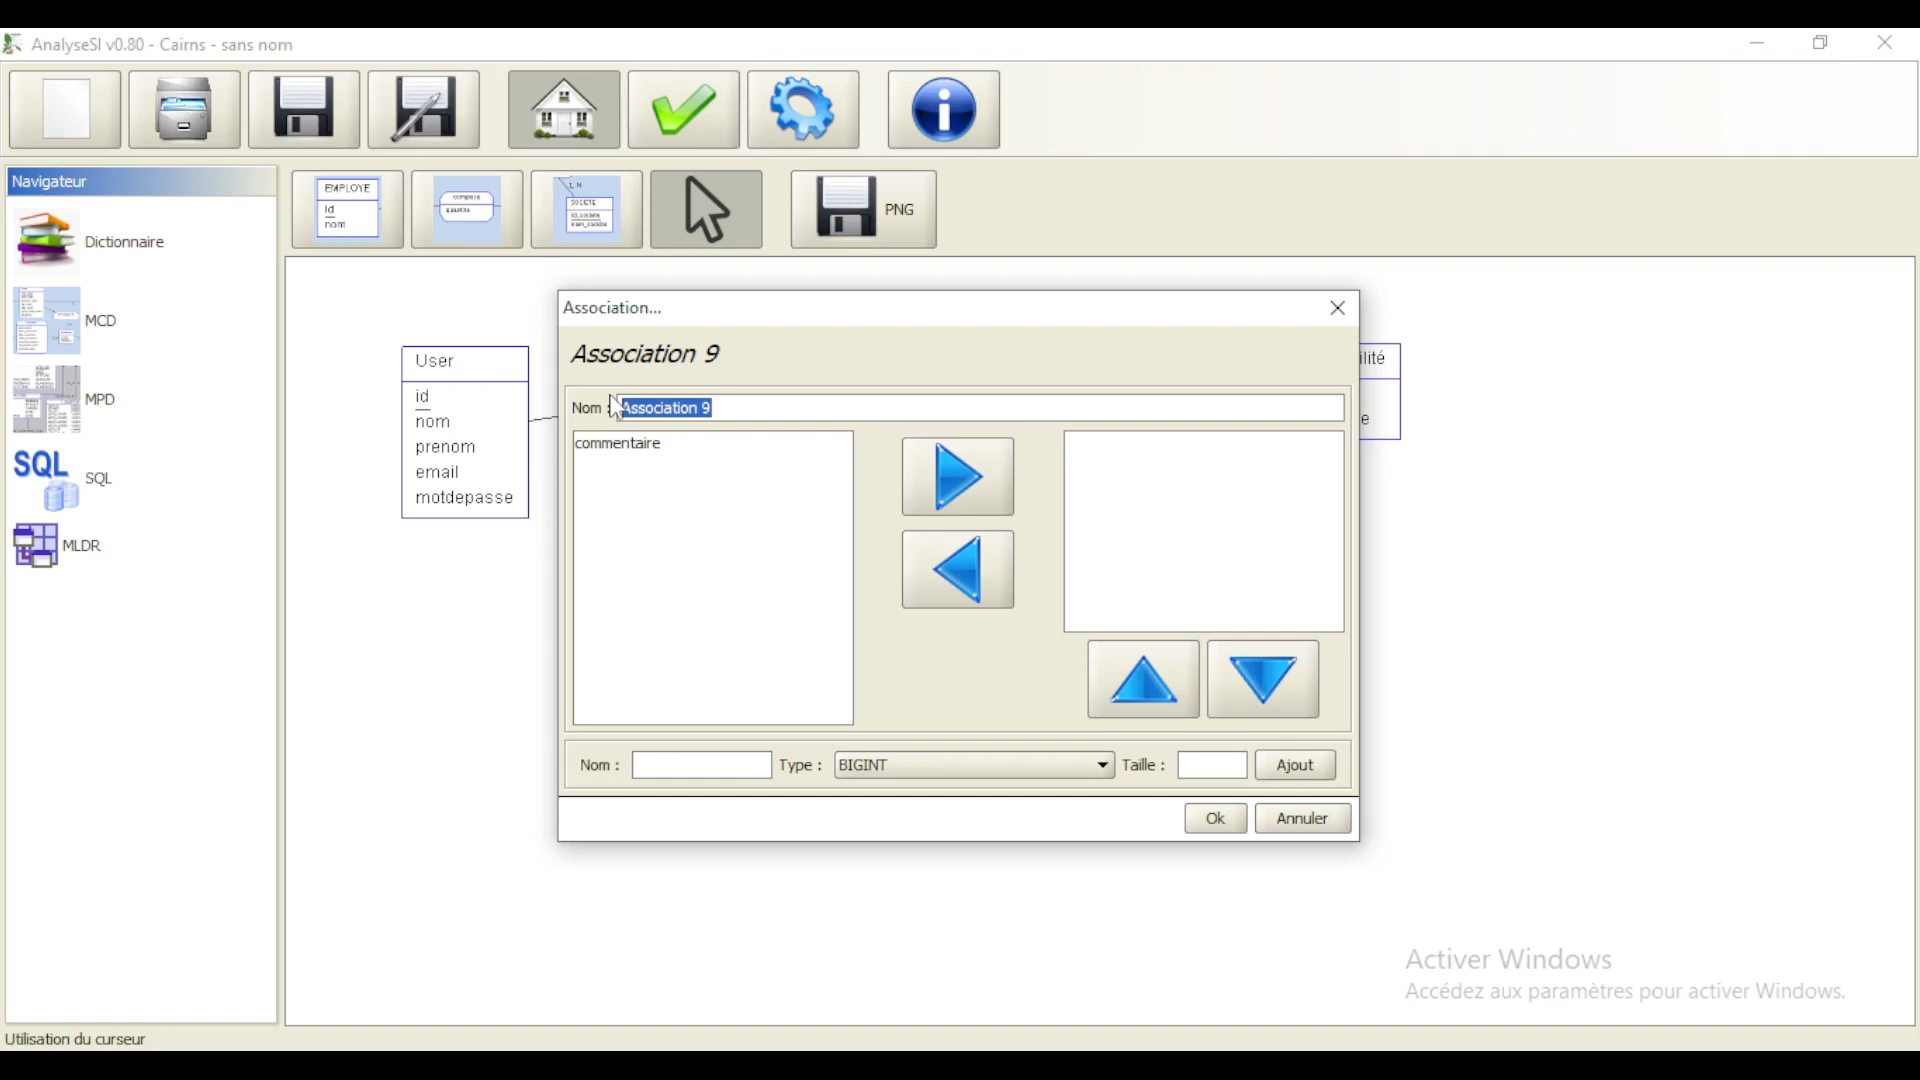 AnalyseSI v0.80 - Cairns - sans nom
Navigateur
Dictionnaire
MCD
MPD
SQL
SQL
MLDR
EMPLOYE
id
nom
SOCIETE
PNG
User
id
nom
prenom
email
motdepasse
Association...
Association 9
Nom : Association 9
commentaire
ilité
e
Nom :
Type :
BIGINT
Taille :
Ajout
Ok
Annuler
Activer Windows
Accédez aux paramètres pour activer Windows.
Utilisation du curseur